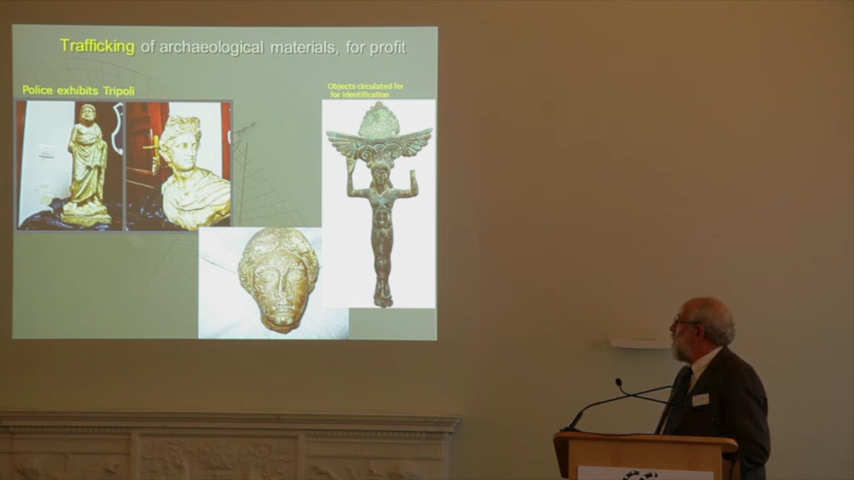 Trafficking of archaeological materials, for profit
Police exhibits Tripoli
Objects circulated for
for identification